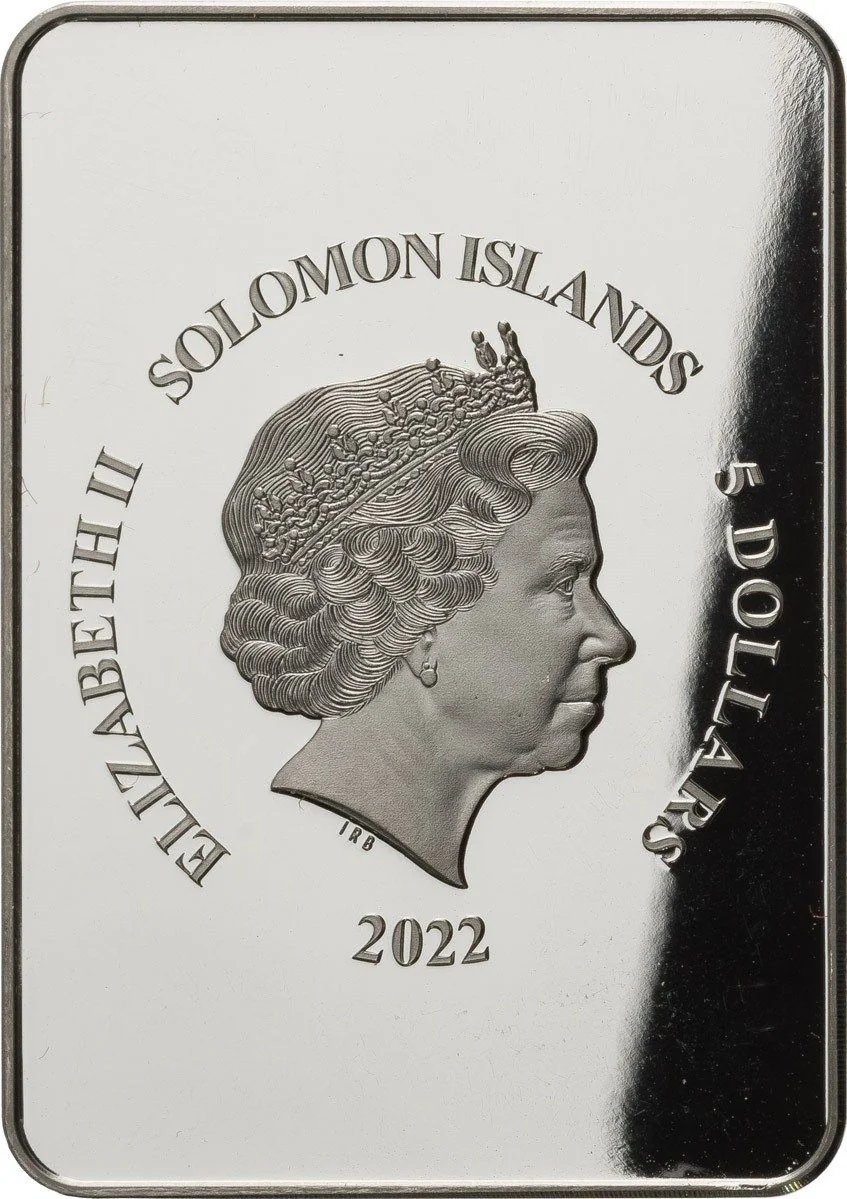 SOLOMON ISLANDS
ELIZABETH II
5 DOLLARS
IRB
2022